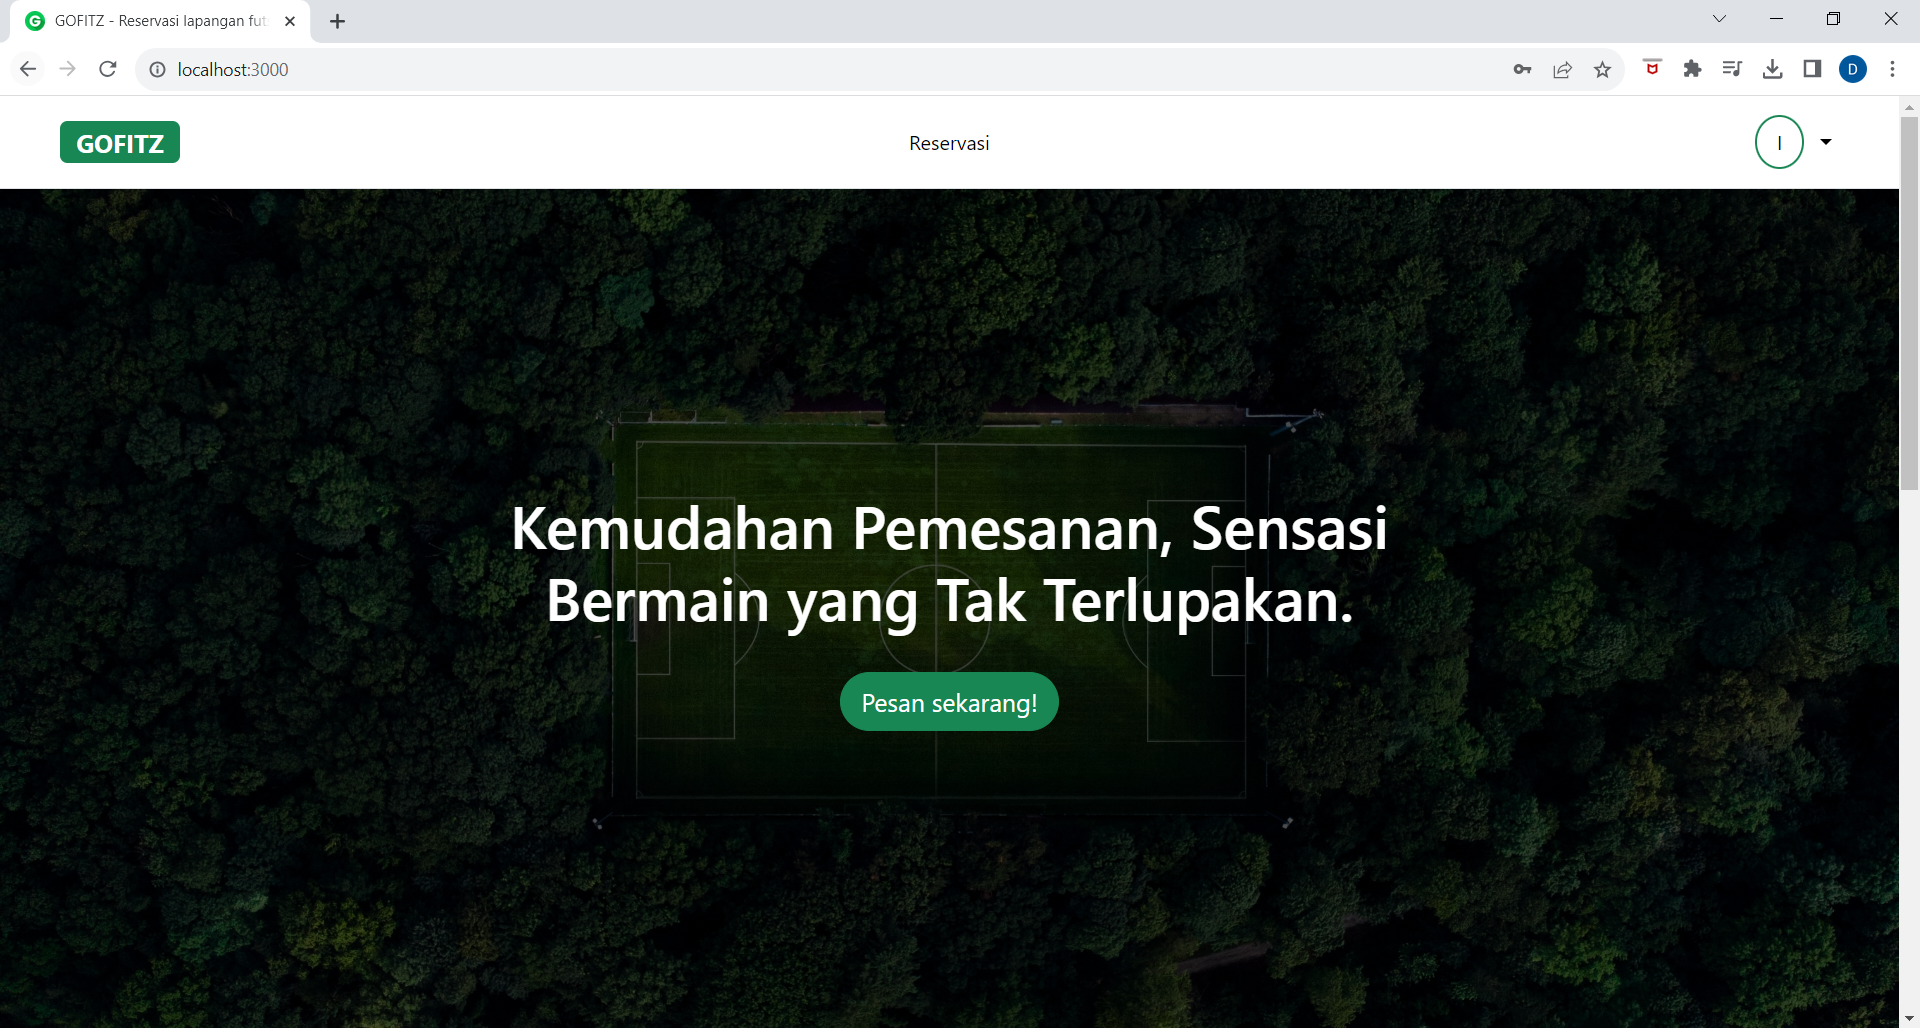 GOFITZ - Reservasi lapangan fut
localhost:3000
D
GOFITZ
Reservasi
I
Kemudahan Pemesanan, Sensasi
Bermain yang Tak Terlupakan.
Pesan sekarang!